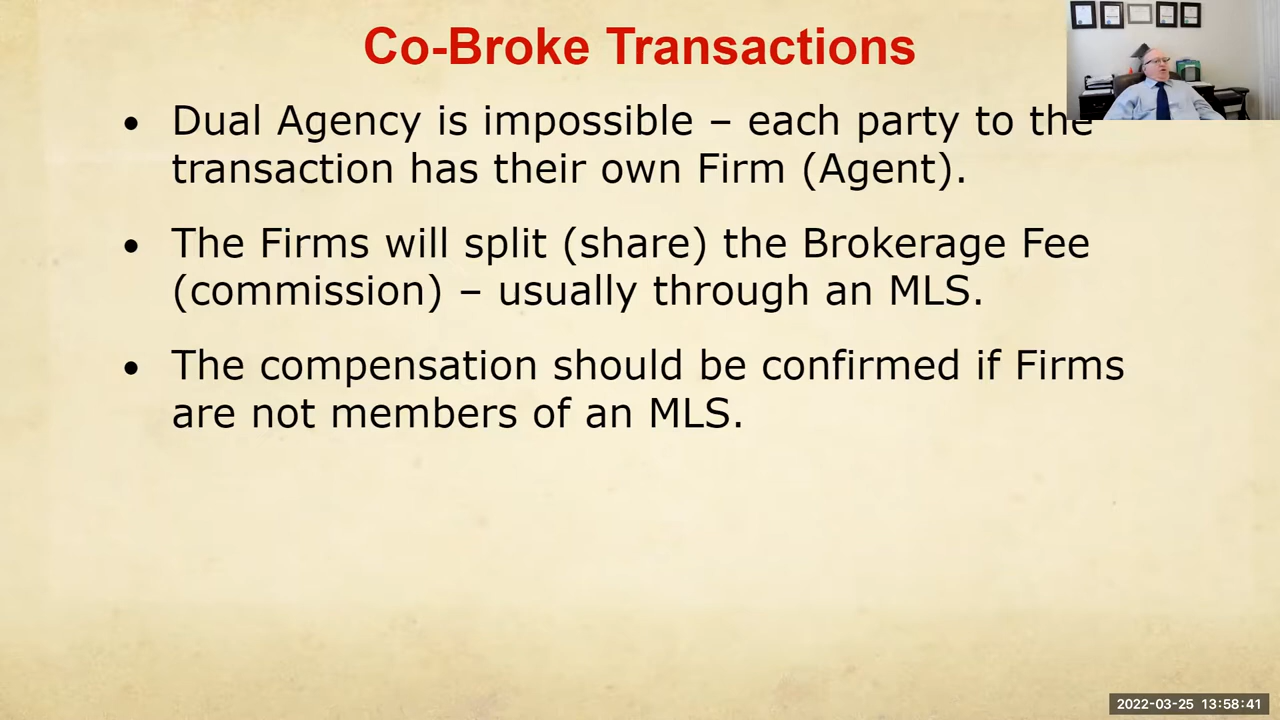 Co-Broke Transactions
• Dual Agency is impossible – each party to the
transaction has their own Firm (Agent).
• The Firms will split (share) the Brokerage Fee
(commission) – usually through an MLS.
• The compensation should be confirmed if Firms
are not members of an MLS.
2022-03-25 13:58:41